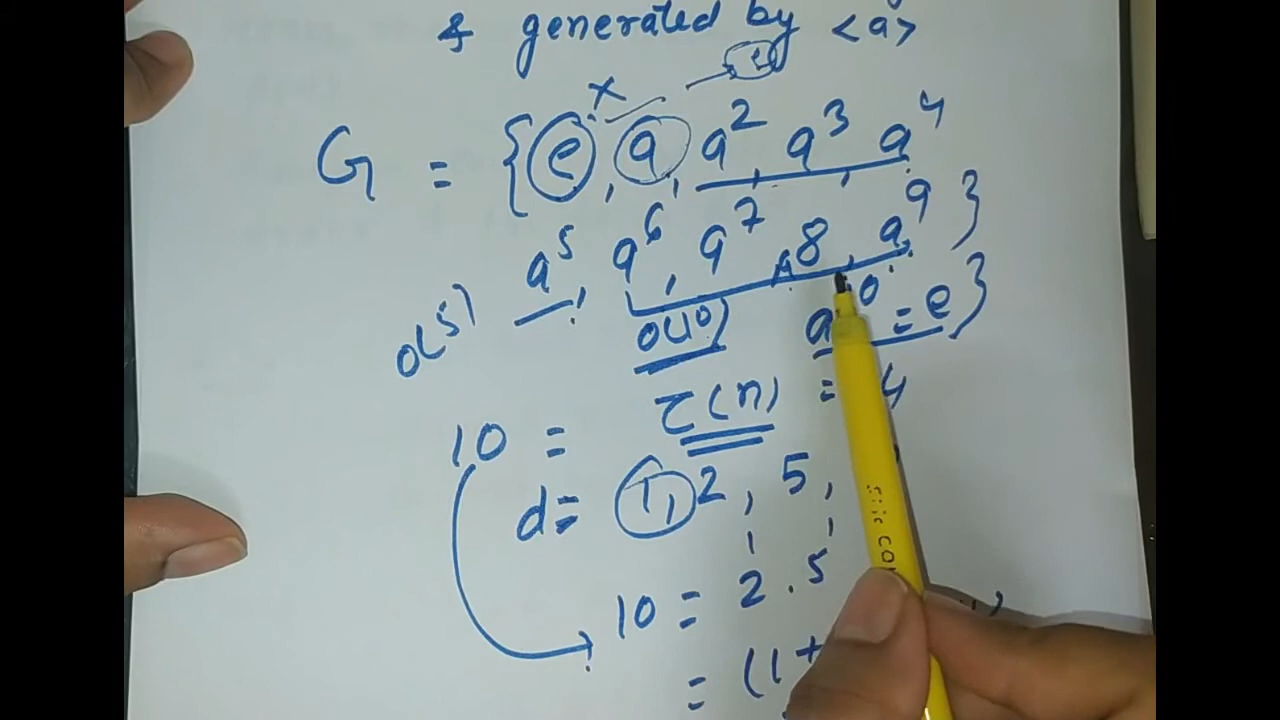 & generated by <a>
G = {e, a, a², a³, a⁴
a⁵, a⁶, a⁷, a⁸, a⁹}
o(5) o(10) = e}
τ(n) = 4
10 =
d = 1, 2, 5,
10 = 2.5
= (1+